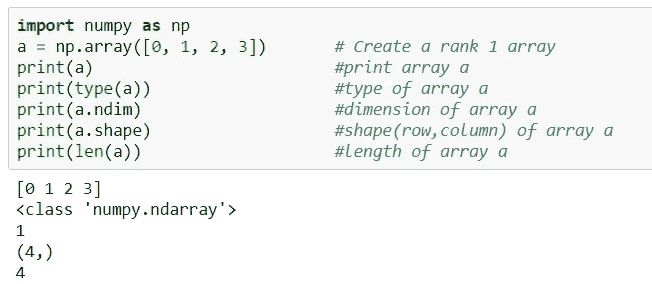 import numpy as np
a = np.array([0, 1, 2, 3]) # Create a rank 1 array
print(a) #print array a
print(type(a)) #type of array a
print(a.ndim) #dimension of array a
print(a.shape) #shape(row,column) of array a
print(len(a)) #length of array a
[0 1 2 3]
<class 'numpy.ndarray'>
1
(4,)
4